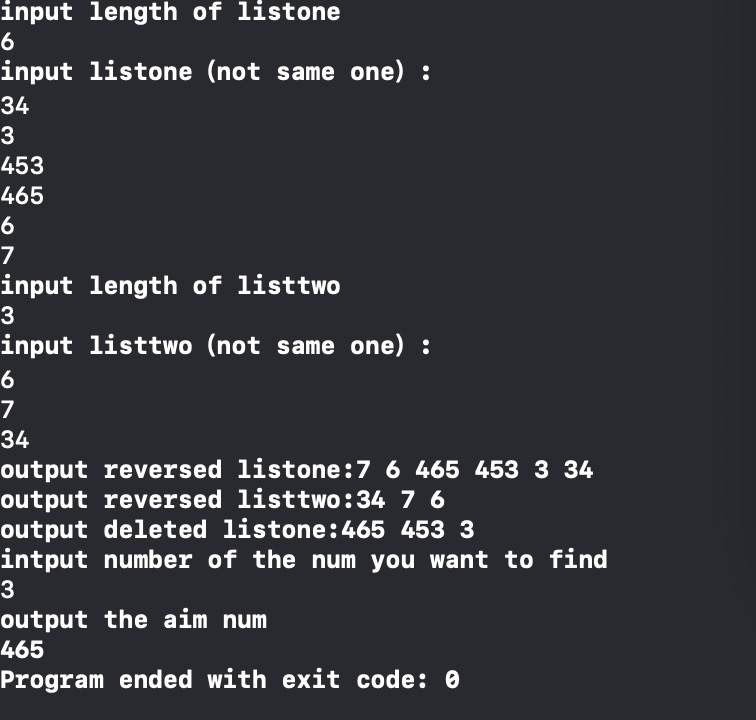 input length of listone
6
input listone（not same one）:
34
3
453
465
6
7
input length of listtwo
3
input listtwo（not same one）:
6
7
34
output reversed listone:7 6 465 453 3 34
output reversed listtwo:34 7 6
output deleted listone:465 453 3
intput number of the num you want to find
3
output the aim num
465
Program ended with exit code: 0